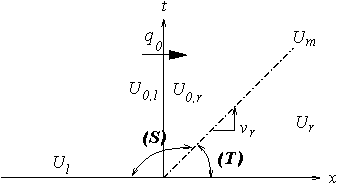 t
q0
Um
U0,l U0,r
vr
Ur
(S)
(T)
Ul
x